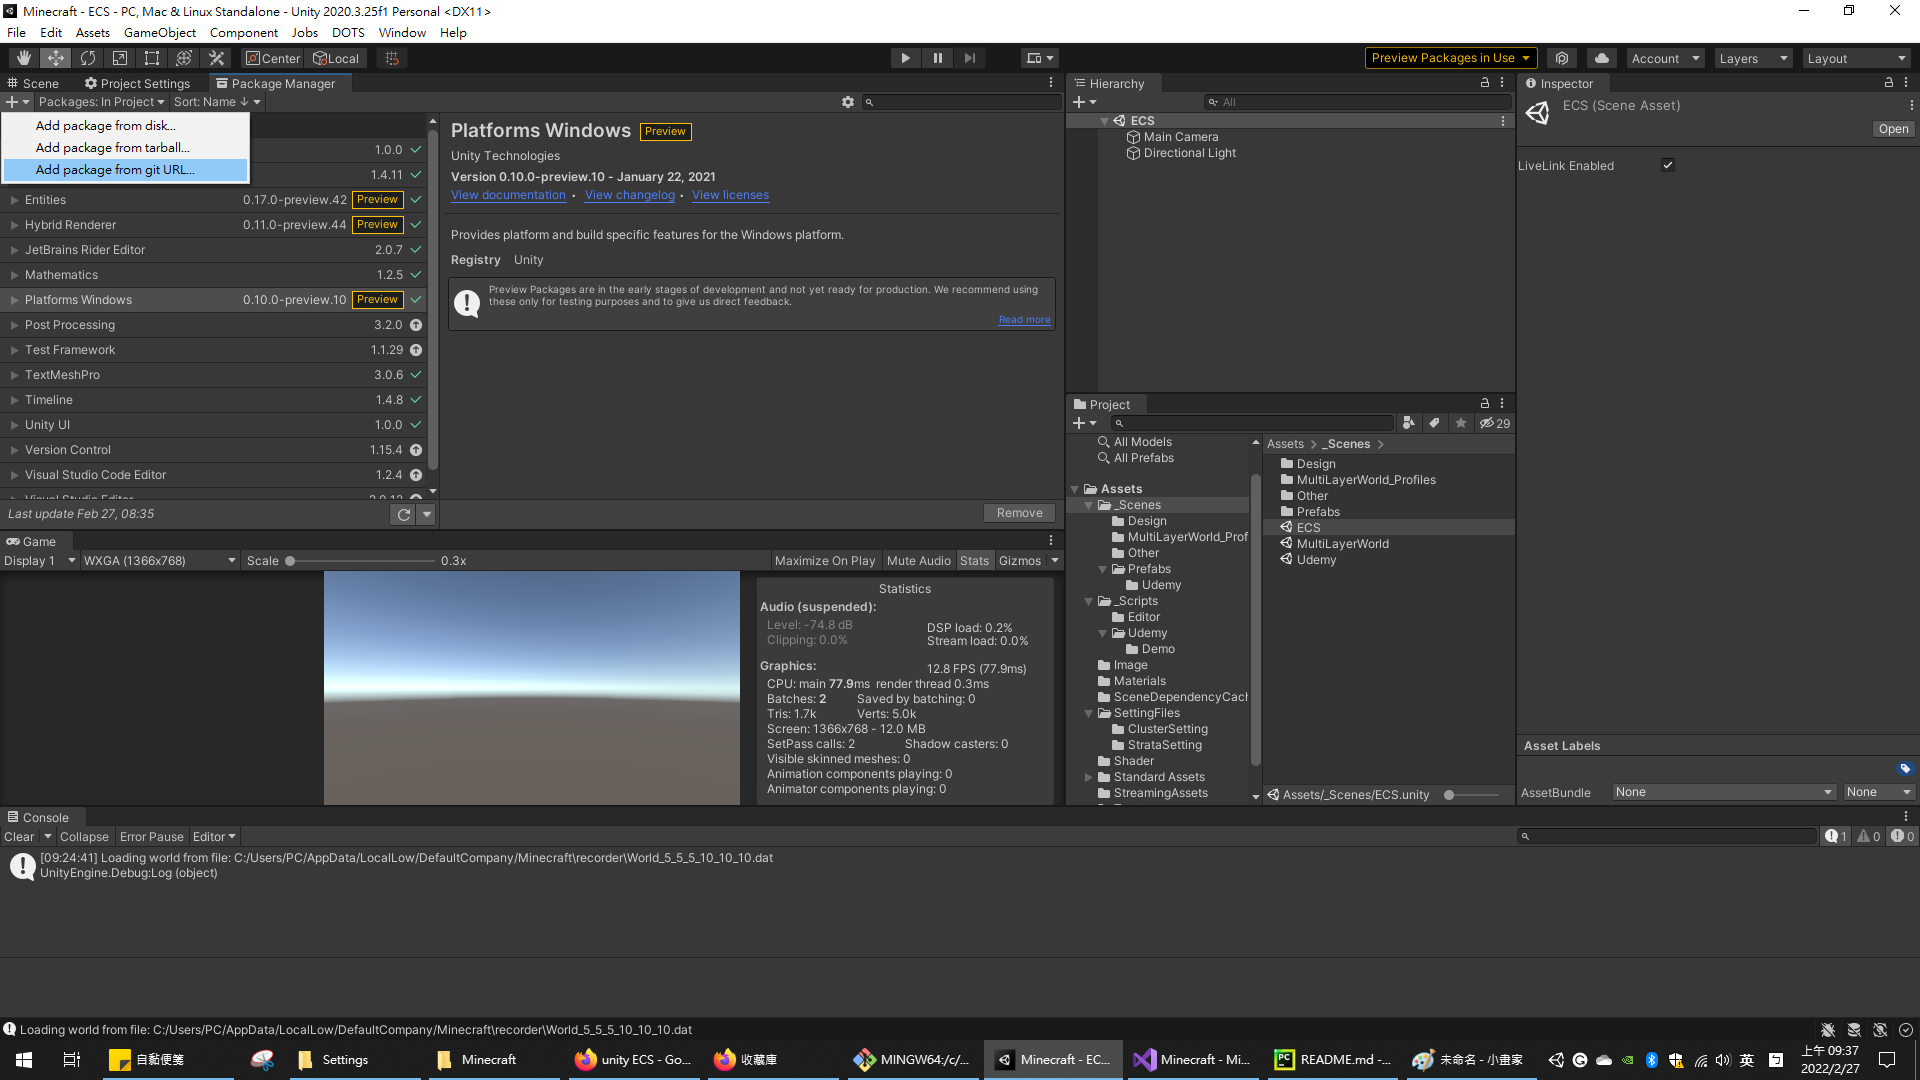 Minecraft - ECS - PC, Mac & Linux Standalone - Unity 2020.3.25f1 Personal <DX11>
File Edit Assets GameObject Component Jobs DOTS Window Help
Center Local Preview Packages in Use Account Layers Layout
Scene Project Settings Package Manager
Packages: In Project Sort: Name ↓
Add package from disk...
Add package from tarball...
Add package from git URL...
1.0.0
1.4.11
Entities 0.17.0-preview.42 Preview
Hybrid Renderer 0.11.0-preview.44 Preview
JetBrains Rider Editor 2.0.7
Mathematics 1.2.5
Platforms Windows 0.10.0-preview.10 Preview
Post Processing 3.2.0
Test Framework 1.1.29
TextMeshPro 3.0.6
Timeline 1.4.8
Unity UI 1.0.0
Version Control 1.15.4
Visual Studio Code Editor 1.2.4
Visual Studio Editor 2.0.12
Last update Feb 27, 08:35
Platforms Windows Preview
Unity Technologies
Version 0.10.0-preview.10 - January 22, 2021
View documentation • View changelog • View licenses
Provides platform and build specific features for the Windows platform.
Registry Unity
Preview Packages are in the early stages of development and not yet ready for production. We recommend using
these only for testing purposes and to give us direct feedback.
Read more
Remove
Hierarchy
All
ECS
Main Camera
Directional Light
Inspector
ECS (Scene Asset)
Open
LiveLink Enabled
Asset Labels
AssetBundle None None
Project
29
All Models
All Prefabs
Assets
_Scenes
Design
MultiLayerWorld_Prof
Other
Prefabs
Udemy
_Scripts
Editor
Udemy
Demo
Image
Materials
SceneDependencyCach
SettingFiles
ClusterSetting
StrataSetting
Shader
Standard Assets
StreamingAssets
Assets > _Scenes >
Design
MultiLayerWorld_Profiles
Other
Prefabs
ECS
MultiLayerWorld
Udemy
Assets/_Scenes/ECS.unity
Game
Display 1 WXGA (1366x768) Scale 0.3x Maximize On Play Mute Audio Stats Gizmos
Statistics
Audio (suspended):
Level: -74.8 dB DSP load: 0.2%
Clipping: 0.0% Stream load: 0.0%
Graphics: 12.8 FPS (77.9ms)
CPU: main 77.9ms render thread 0.3ms
Batches: 2 Saved by batching: 0
Tris: 1.7k Verts: 5.0k
Screen: 1366x768 - 12.0 MB
SetPass calls: 2 Shadow casters: 0
Visible skinned meshes: 0
Animation components playing: 0
Animator components playing: 0
Console
Clear Collapse Error Pause Editor 1 0 0
[09:24:41] Loading world from file: C:/Users/PC/AppData/LocalLow/DefaultCompany/Minecraft\recorder\World_5_5_5_10_10_10.dat
UnityEngine.Debug:Log (object)
Loading world from file: C:/Users/PC/AppData/LocalLow/DefaultCompany/Minecraft\recorder\World_5_5_5_10_10_10.dat
自黏便箋 Settings Minecraft unity ECS - Go... 收藏庫 MINGW64:/c/... Minecraft - EC... Minecraft - Mi... README.md -... 未命名 - 小畫家 英 ㄅ 上午 09:37
2022/2/27